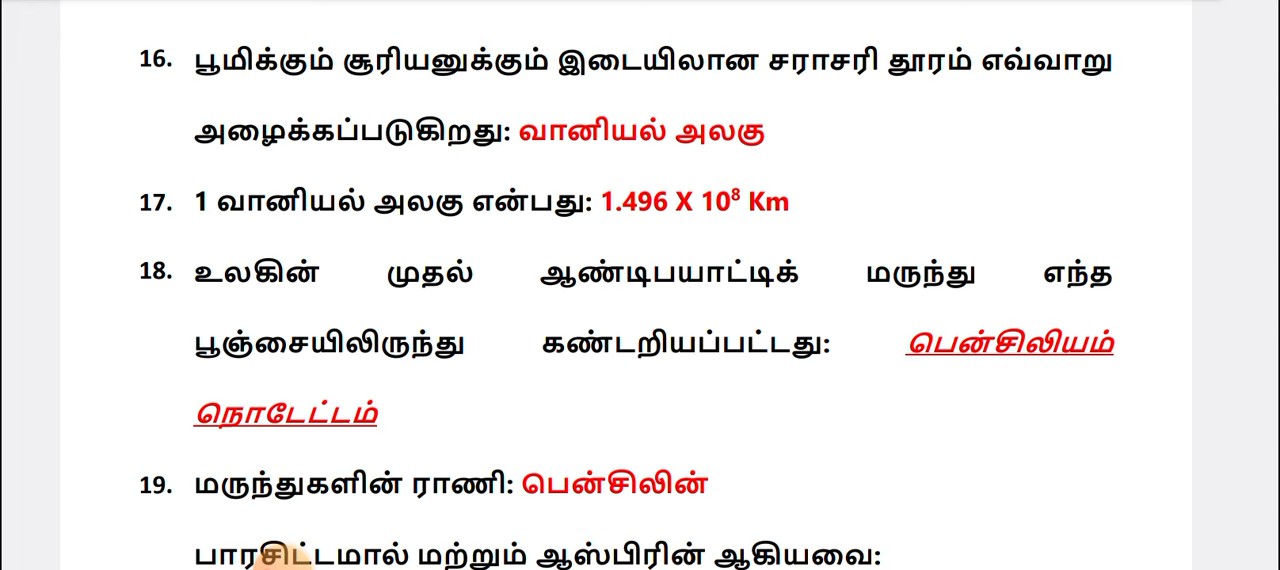 16. பூமிக்கும் சூரியனுக்கும் இடையிலான சராசரி தூரம் எவ்வாறு
அழைக்கப்படுகிறது: வானியல் அலகு
17. 1 வானியல் அலகு என்பது: 1.496 X 10⁸ Km
18. உலகின் முதல் ஆண்டிபயாட்டிக் மருந்து எந்த
பூஞ்சையிலிருந்து கண்டறியப்பட்டது: பென்சிலியம்
நொடேட்டம்
19. மருந்துகளின் ராணி: பென்சிலின்
பாரசிட்டமால் மற்றும் ஆஸ்பிரின் ஆகியவை: